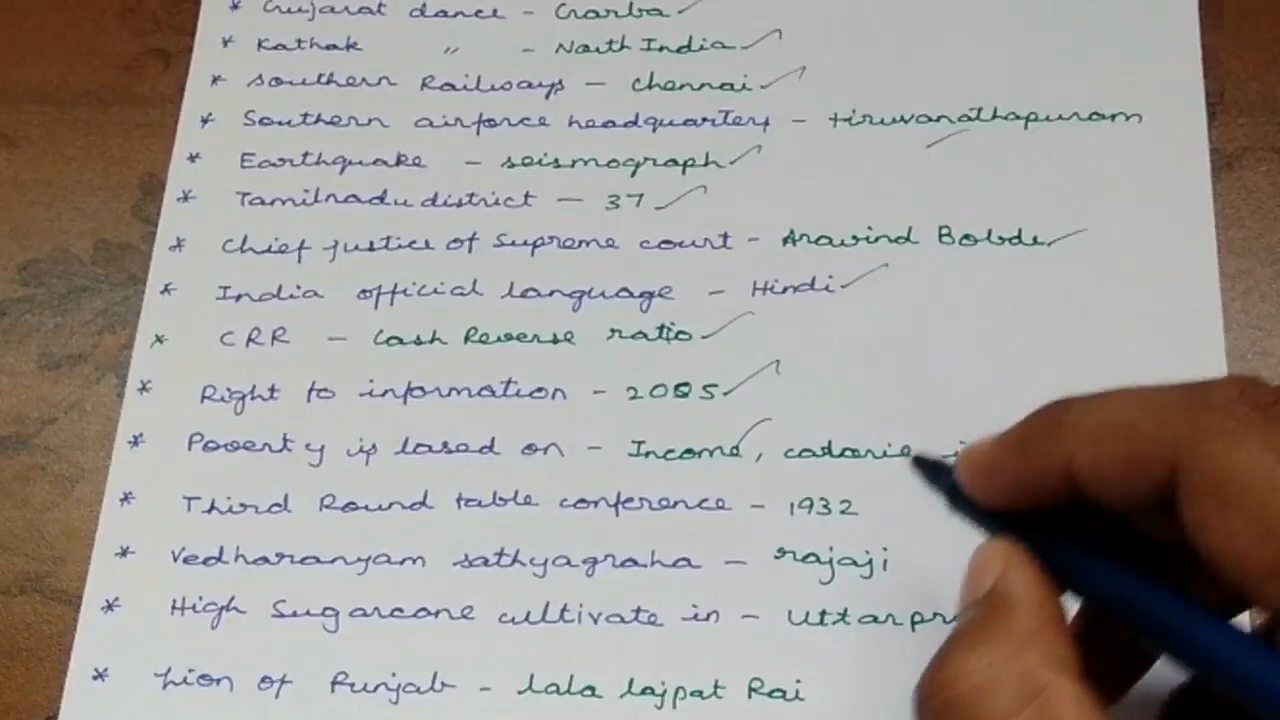 * Gujarat dance - Garba
* Kathak " - North India
* Southern Railways - Chennai
* Southern airforce headquarters - tiruvanathapuram
* Earthquake - seismograph
* Tamilnadu district - 37
* Chief justice of Supreme court - Aravind Bobde
* India official language - Hindi
* CRR - Cash Reverse ratio
* Right to information - 2005
* Poverty is based on - Income, calorie
* Third Round table conference - 1932
* Vedharanyam sathyagraha - rajaji
* High Sugarcane cultivate in - Uttarpr
* Lion of Punjab - lala lajpat Rai